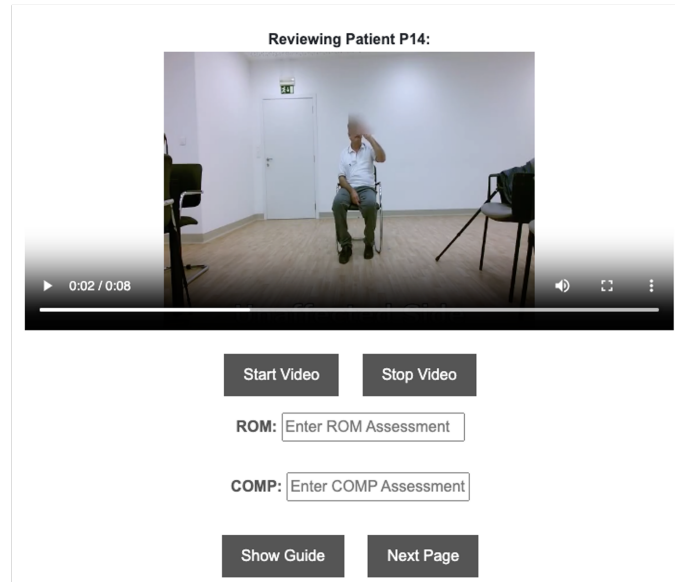 Reviewing Patient P14:
0:02 / 0:08
Start Video Stop Video
ROM: Enter ROM Assessment
COMP: Enter COMP Assessment
Show Guide Next Page